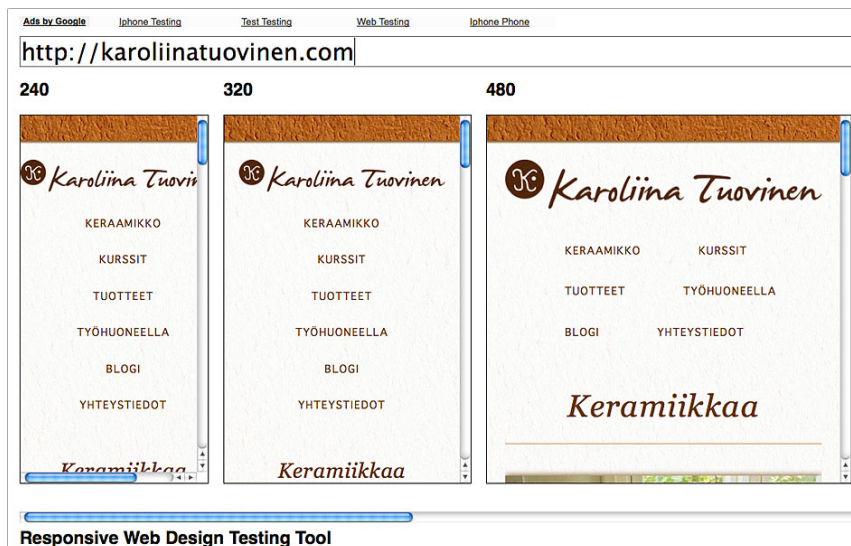 Ads by Google Iphone Testing Test Testing Web Testing Iphone Phone
http://karoliinatuovinen.com
240 320 480
K Karoliina Tuovin
KERAAMIKKO
KURSSIT
TUOTTEET
TYÖHUONEELLA
BLOGI
YHTEYSTIEDOT
Keramiikkaa
K Karoliina Tuovinen
KERAAMIKKO
KURSSIT
TUOTTEET
TYÖHUONEELLA
BLOGI
YHTEYSTIEDOT
Keramiikkaa
K Karoliina Tuovinen
KERAAMIKKO KURSSIT
TUOTTEET TYÖHUONEELLA
BLOGI YHTEYSTIEDOT
Keramiikkaa
Responsive Web Design Testing Tool